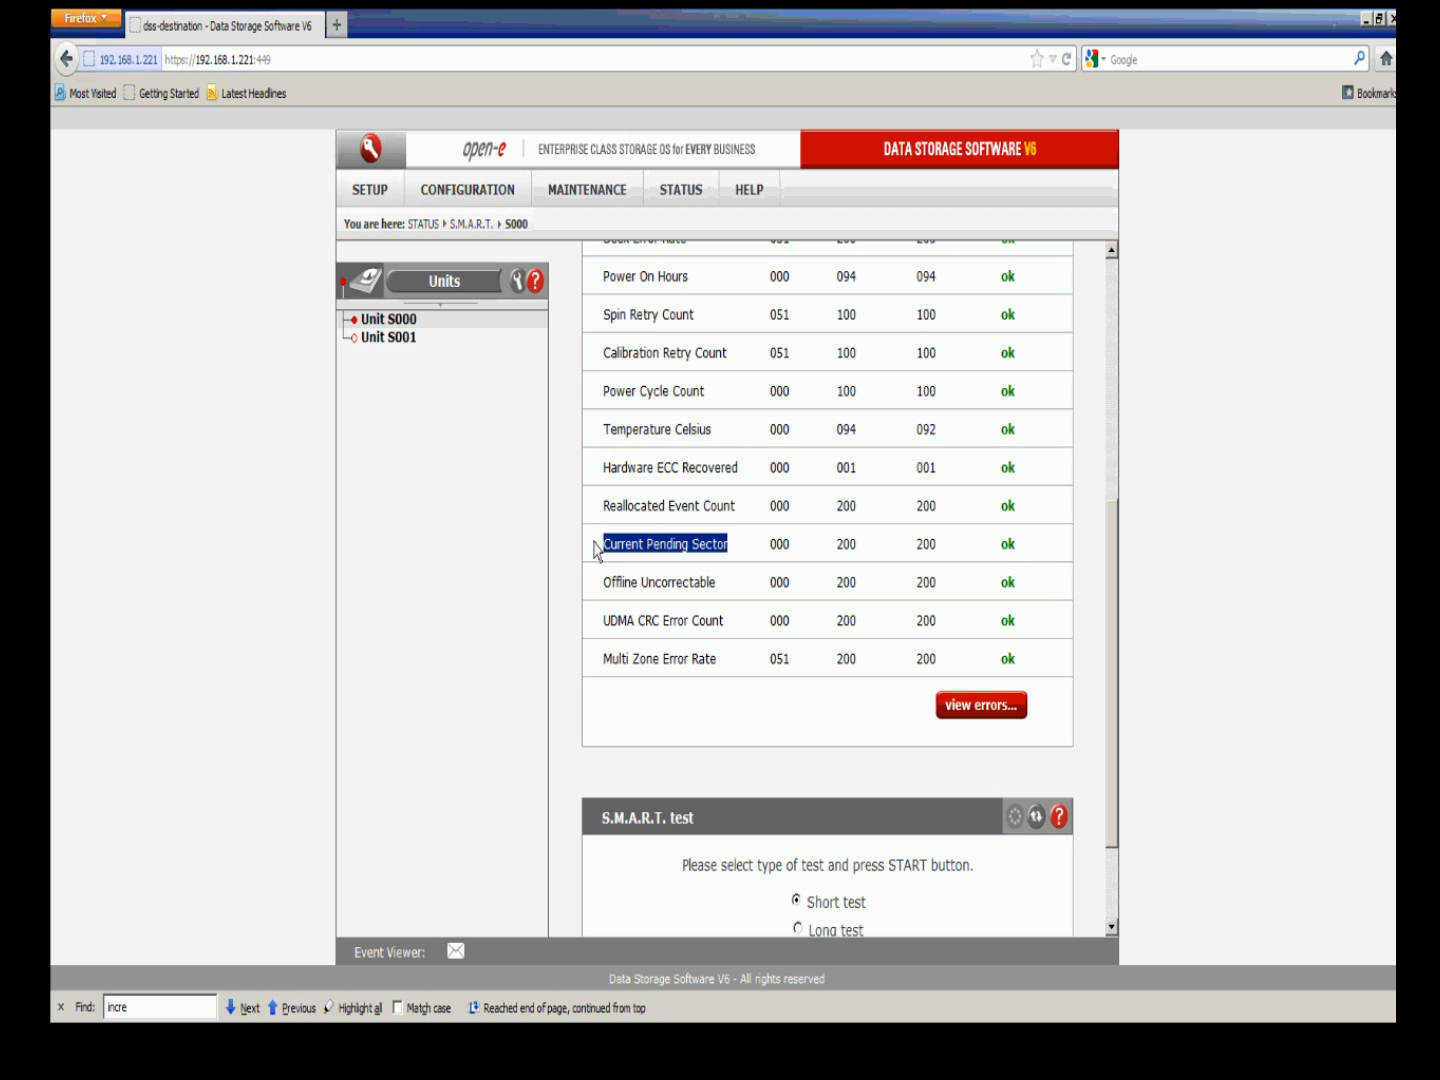 Firefox
dss-destination - Data Storage Software V6
+
192.168.1.221 https://192.168.1.221:449
Google
Most Visited Getting Started Latest Headlines
Bookmark
open-e ENTERPRISE CLASS STORAGE OS for EVERY BUSINESS
DATA STORAGE SOFTWARE V6
SETUP CONFIGURATION MAINTENANCE STATUS HELP
You are here: STATUS S.M.A.R.T. S000
Units ?
Unit S000
Unit S001
Power On Hours 000 094 094 ok
Spin Retry Count 051 100 100 ok
Calibration Retry Count 051 100 100 ok
Power Cycle Count 000 100 100 ok
Temperature Celsius 000 094 092 ok
Hardware ECC Recovered 000 001 001 ok
Reallocated Event Count 000 200 200 ok
Current Pending Sector 000 200 200 ok
Offline Uncorrectable 000 200 200 ok
UDMA CRC Error Count 000 200 200 ok
Multi Zone Error Rate 051 200 200 ok
view errors...
S.M.A.R.T. test ?
Please select type of test and press START button.
Short test
Long test
Event Viewer:
Data Storage Software V6 - All rights reserved
x Find: incre Next Previous Highlight all Match case Reached end of page, continued from top